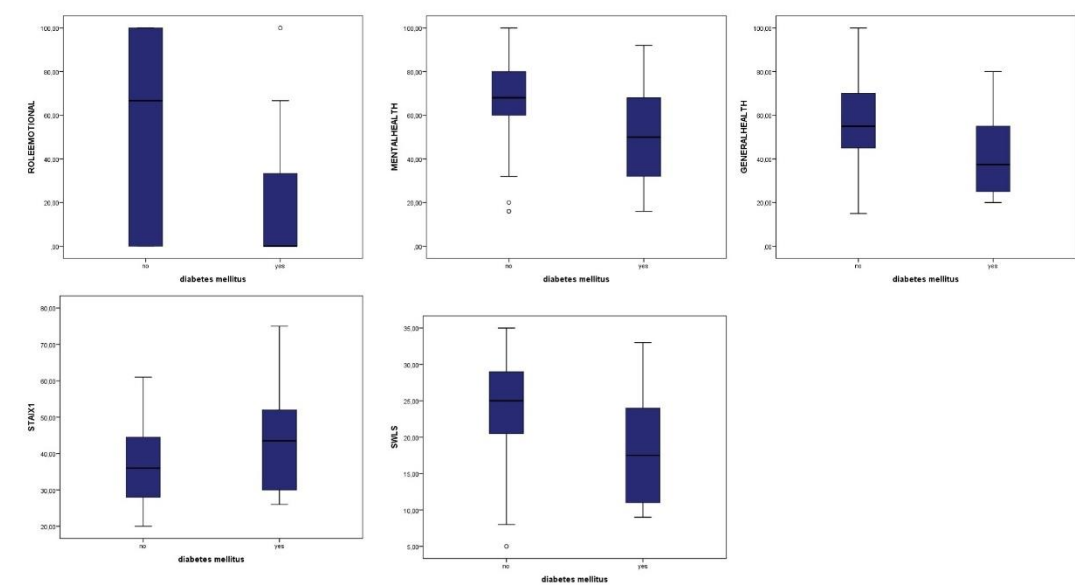 100,00
80,00
60,00
40,00
20,00
,00
ROLEEMOTIONAL
no yes
diabetes mellitus
100,00
80,00
60,00
40,00
20,00
,00
MENTALHEALTH
no yes
diabetes mellitus
100,00
80,00
60,00
40,00
20,00
,00
GENERALHEALTH
no yes
diabetes mellitus
80,00
70,00
60,00
50,00
40,00
30,00
20,00
STAIX1
no yes
diabetes mellitus
35,00
30,00
25,00
20,00
15,00
10,00
5,00
SWLS
no yes
diabetes mellitus